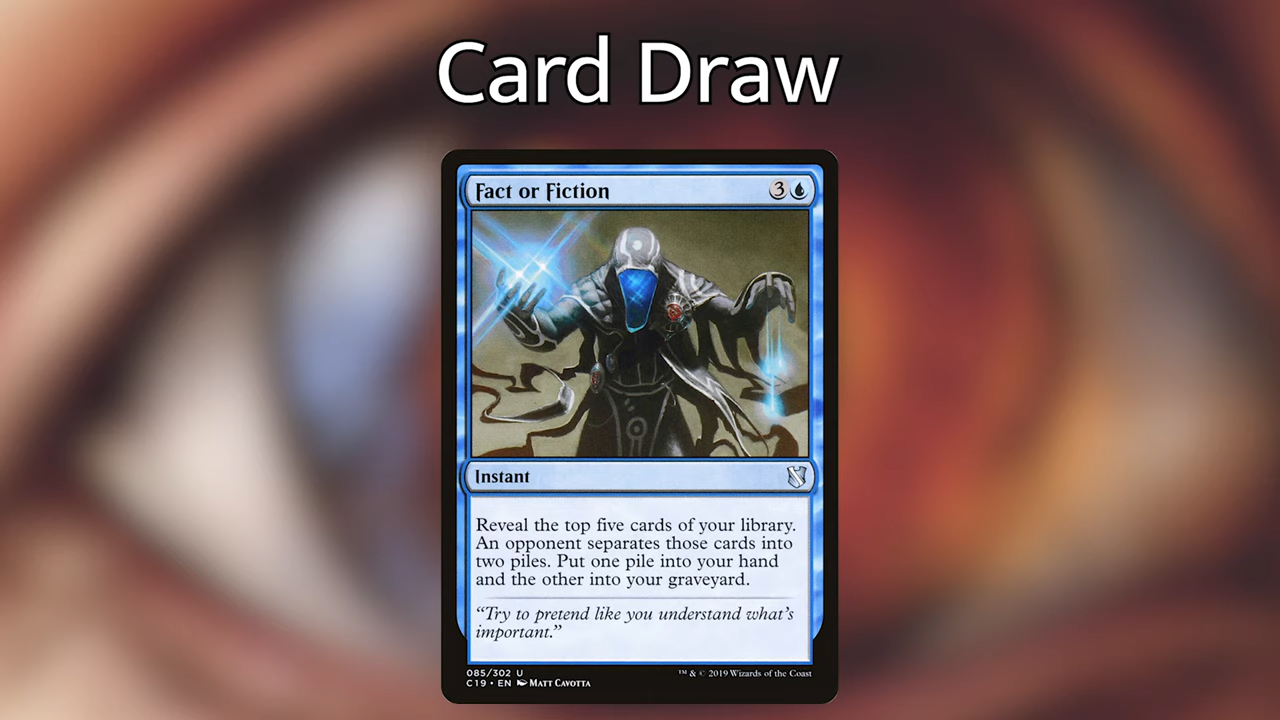 Card Draw
Fact or Fiction 3
Instant
Reveal the top five cards of your library.
An opponent separates those cards into
two piles. Put one pile into your hand
and the other into your graveyard.
“Try to pretend like you understand what’s
important.”
085/302 U
C19 • EN Matt Cavotta
™ & © 2019 Wizards of the Coast